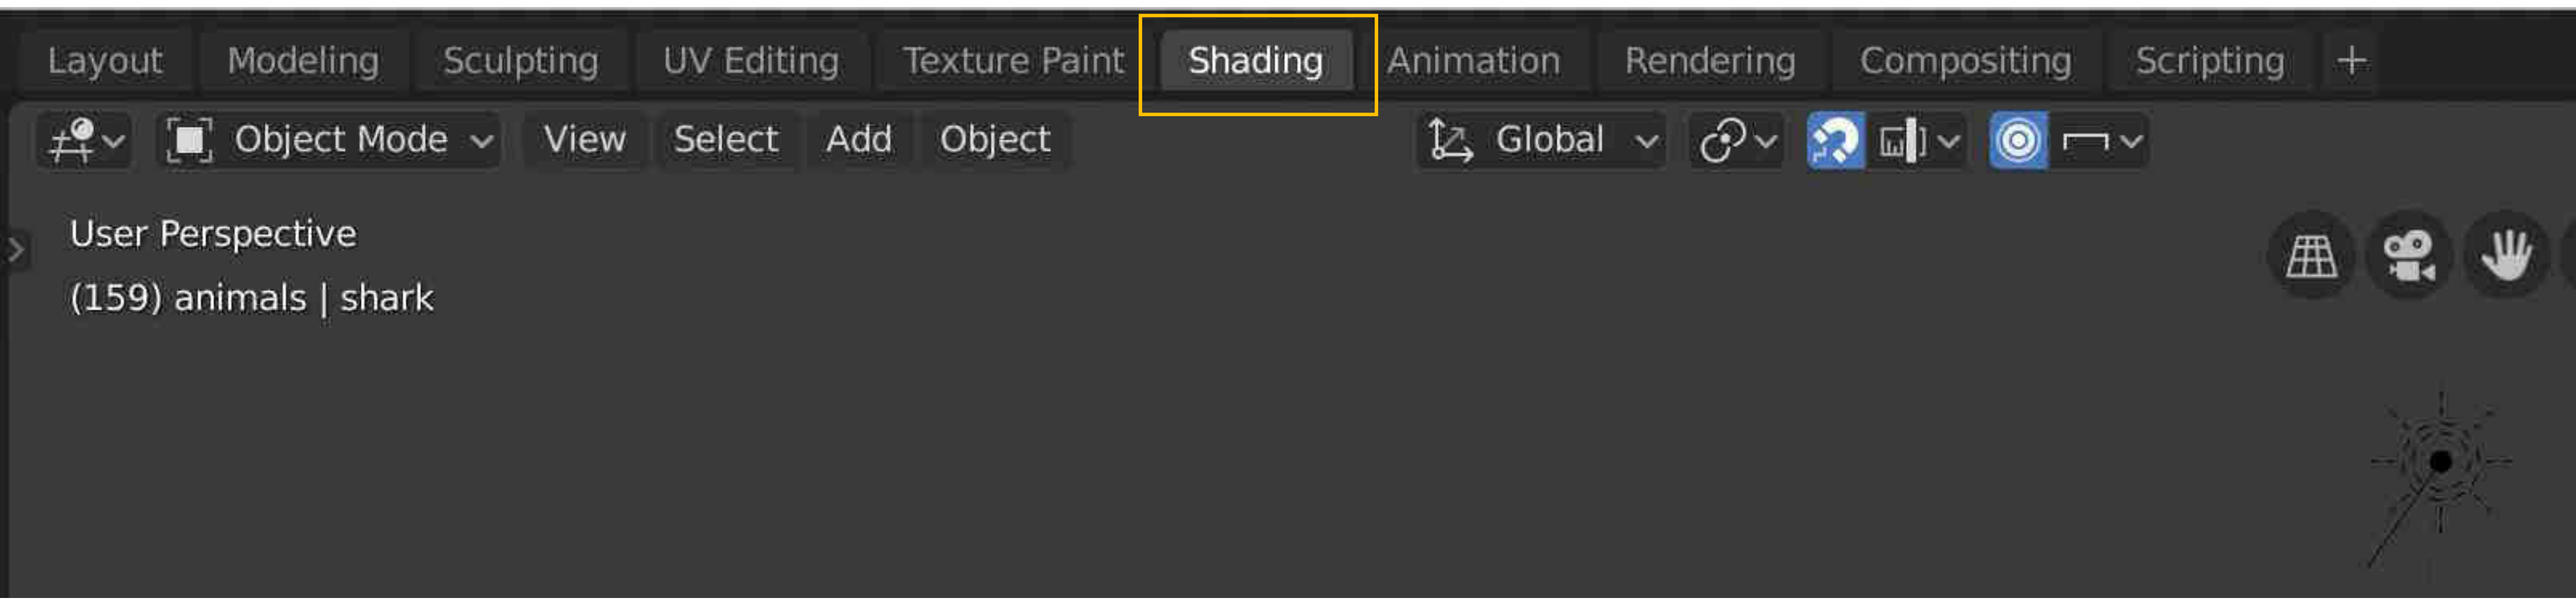 Layout Modeling Sculpting UV Editing Texture Paint Shading Animation Rendering Compositing Scripting +
Object Mode View Select Add Object Global
User Perspective
(159) animals | shark